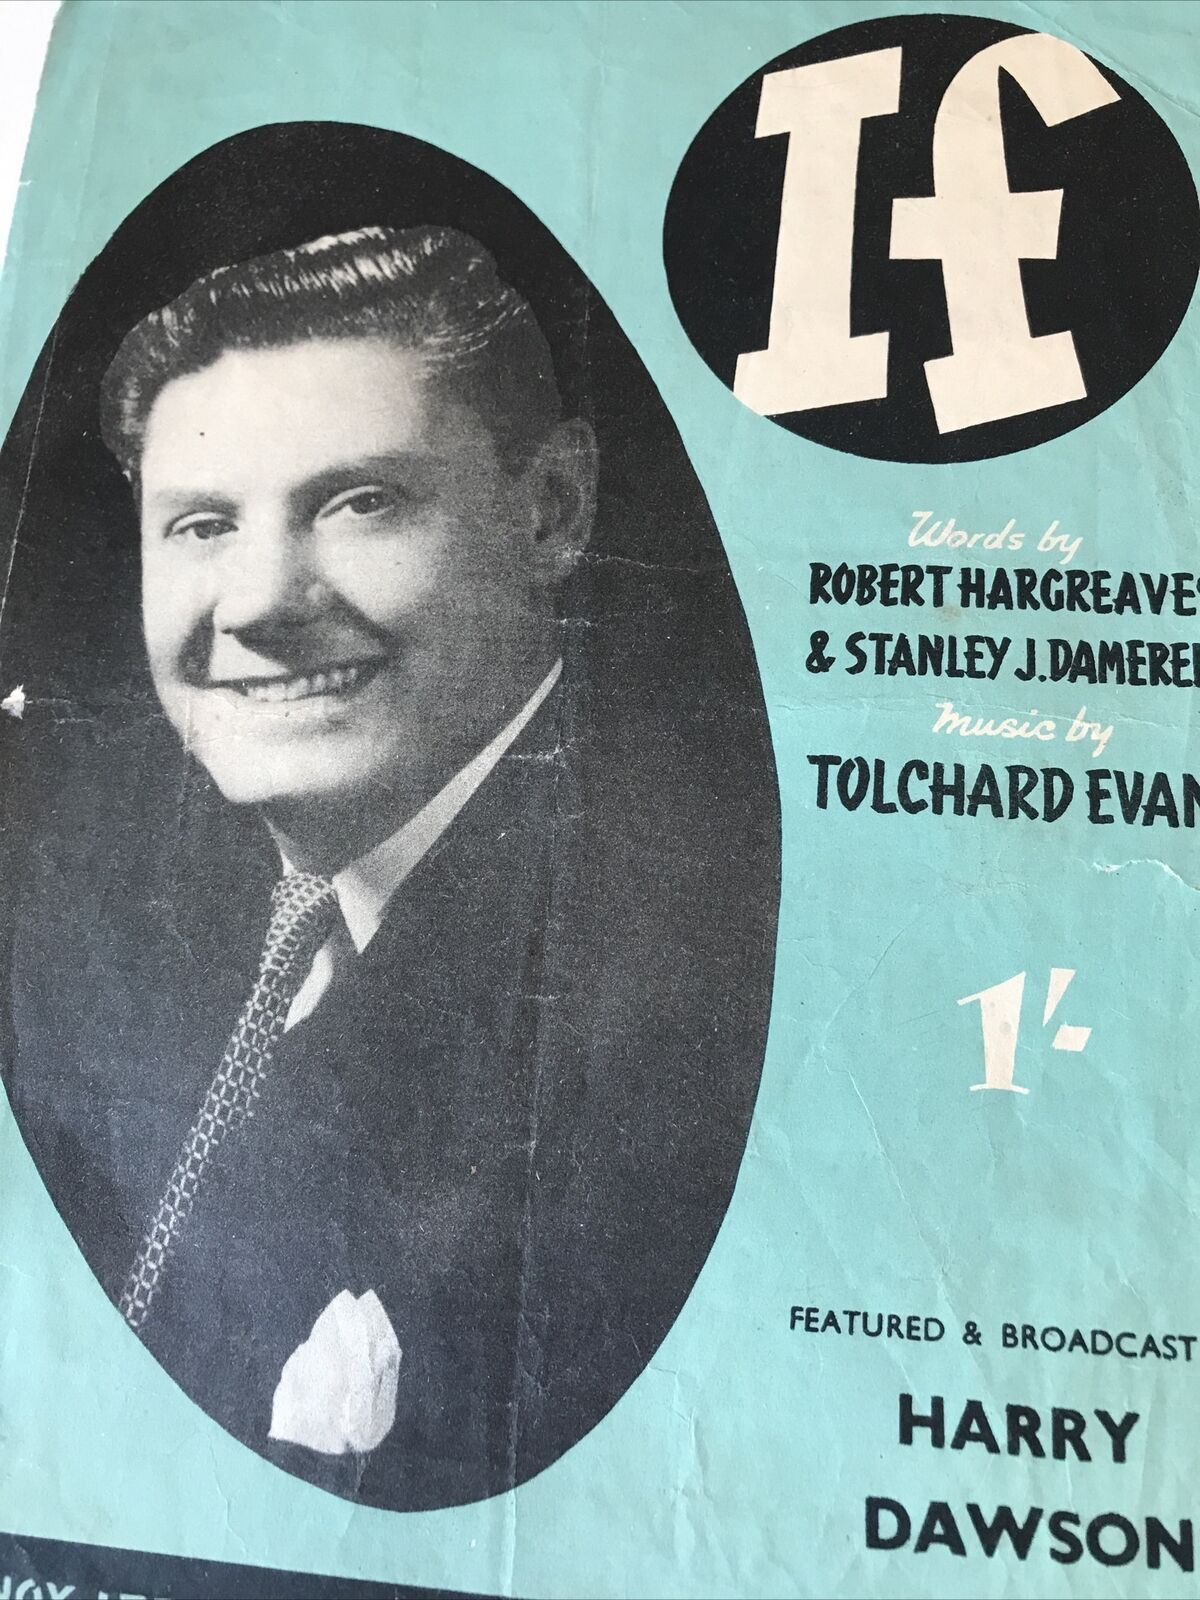 If
Words by
ROBERT HARGREAVES
& STANLEY J. DAMEREL
Music by
TOLCHARD EVAN
1'-
FEATURED & BROADCAST
HARRY
DAWSON